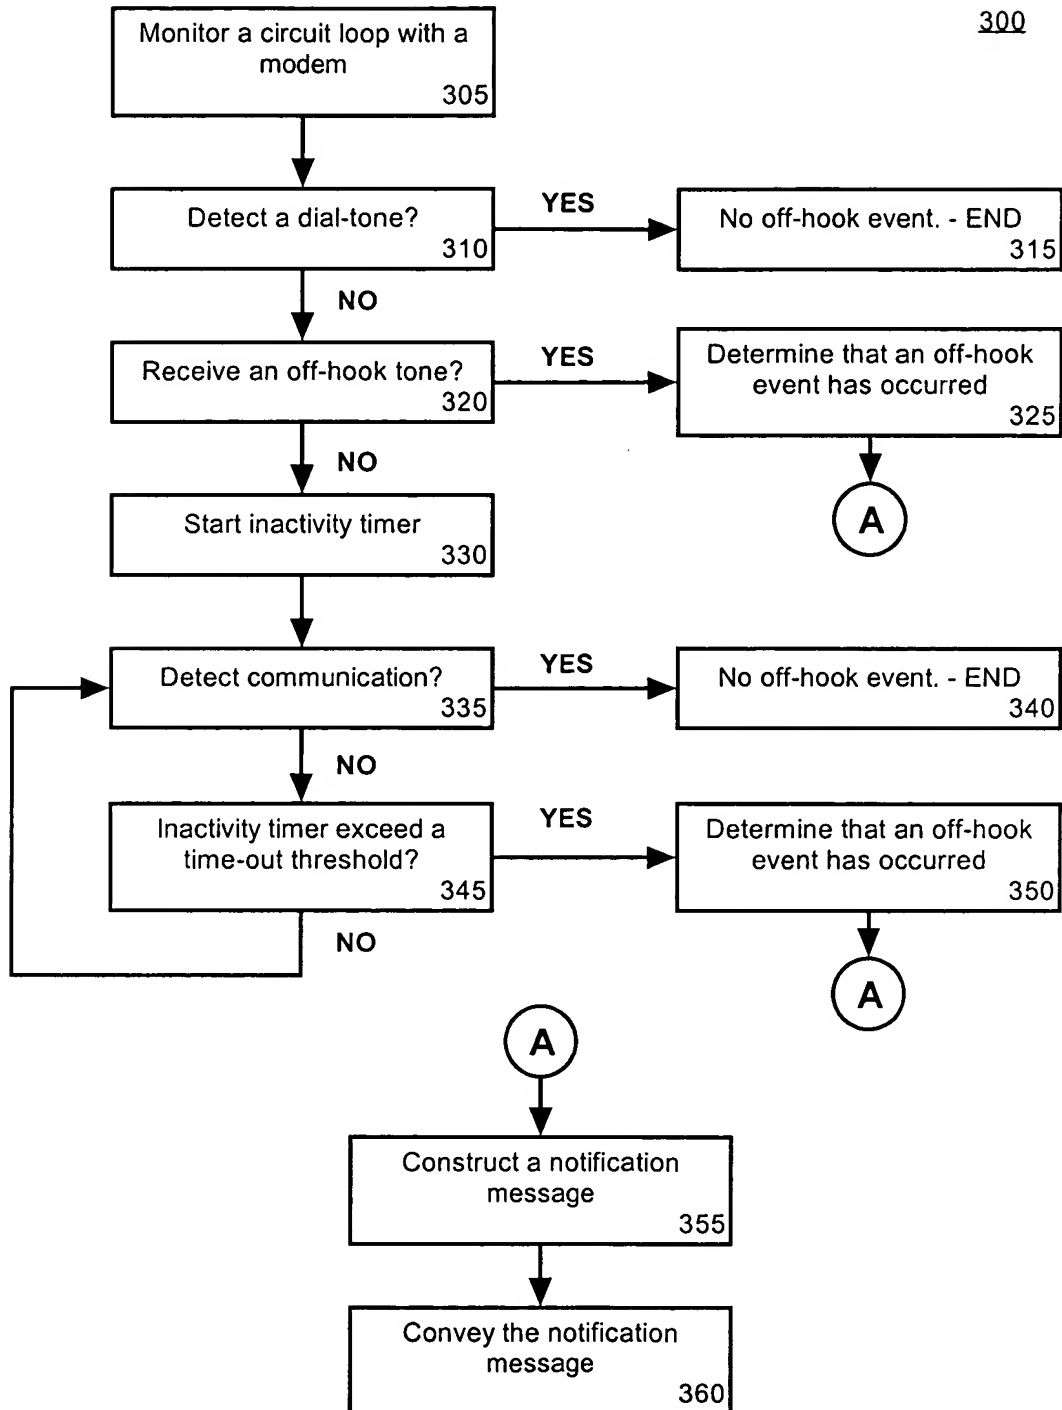 300
Monitor a circuit loop with a
modem
305
Detect a dial-tone?
310
YES
No off-hook event. - END
315
NO
Receive an off-hook tone?
320
YES
Determine that an off-hook
event has occurred
325
NO
A
Start inactivity timer
330
Detect communication?
335
YES
No off-hook event. - END
340
NO
Inactivity timer exceed a
time-out threshold?
345
YES
Determine that an off-hook
event has occurred
350
NO
A
A
Construct a notification
message
355
Convey the notification
message
360